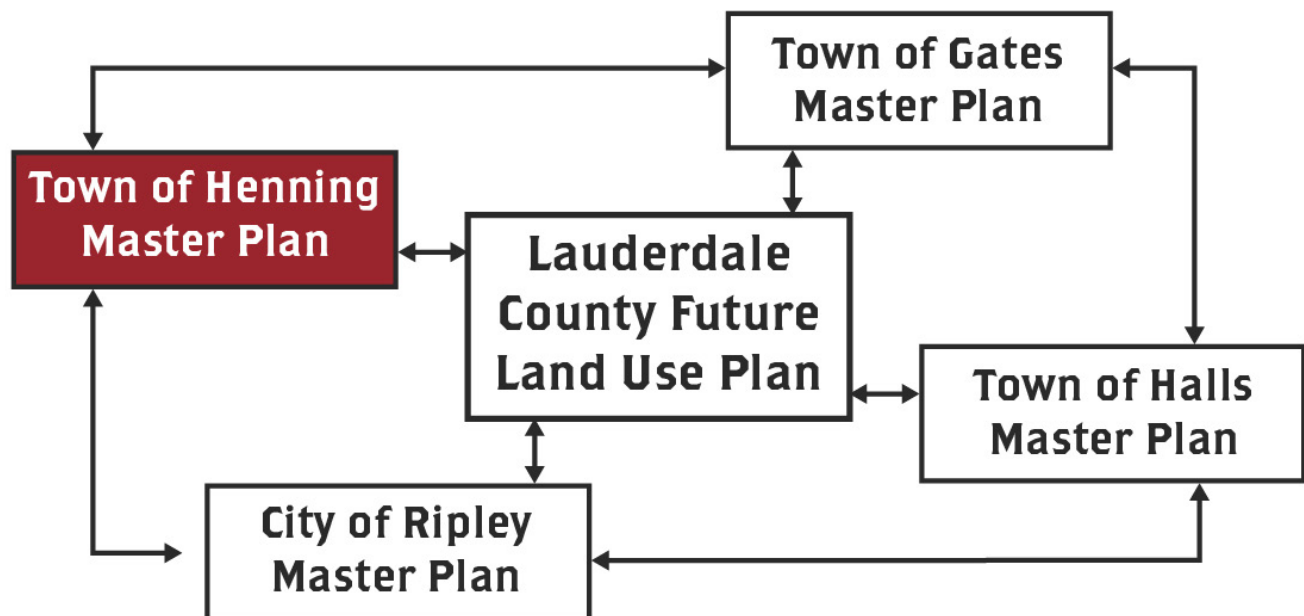 Town of Gates
Master Plan
Town of Henning
Master Plan
Lauderdale
County Future
Land Use Plan
Town of Halls
Master Plan
City of Ripley
Master Plan